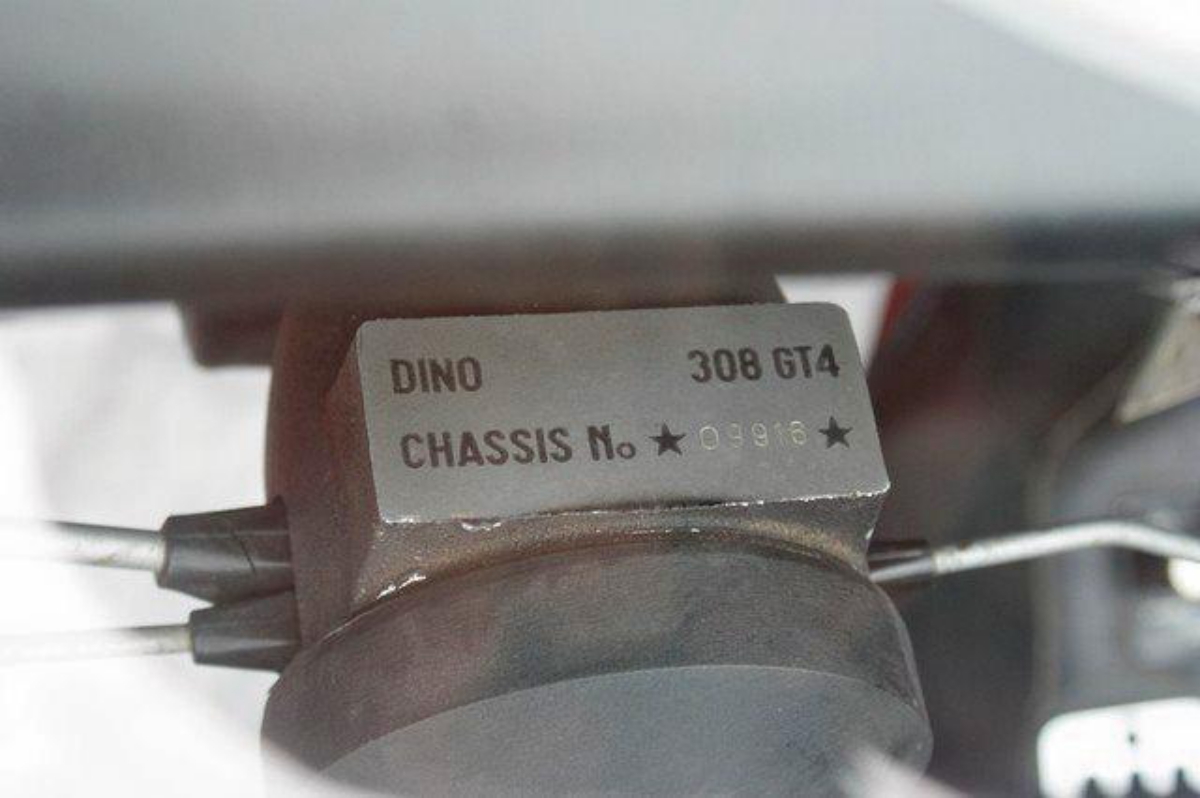 DINO 308 GT4
CHASSIS No ★ 09916 ★